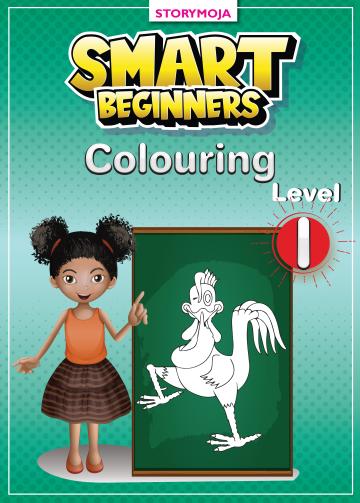 STORYMOJA
SMART
BEGINNERS
Colouring
Level
1